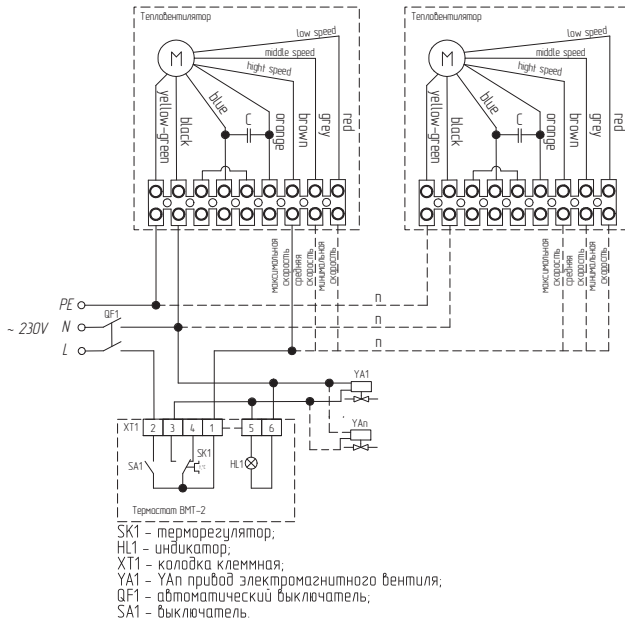 Тепловентилятор
Тепловентилятор
M
low speed
middle speed
hight speed
yellow-green
black
blue
C
orange
brown
grey
red
M
low speed
middle speed
hight speed
yellow-green
black
blue
C
orange
brown
grey
red
максимальная скорость
средняя скорость
минимальная скорость
максимальная скорость
средняя скорость
минимальная скорость
PE
n
~ 230V
N
QF1
n
L
n
YA1
YAn
XT1
2
3
4
1
5
6
SA1
SK1
t°C
HL1
Термостат ВМТ-2
SK1 – терморегулятор;
HL1 – индикатор;
XT1 – колодка клеммная;
YA1 – YAn привод электромагнитного вентиля;
QF1 – автоматический выключатель;
SA1 – выключатель.